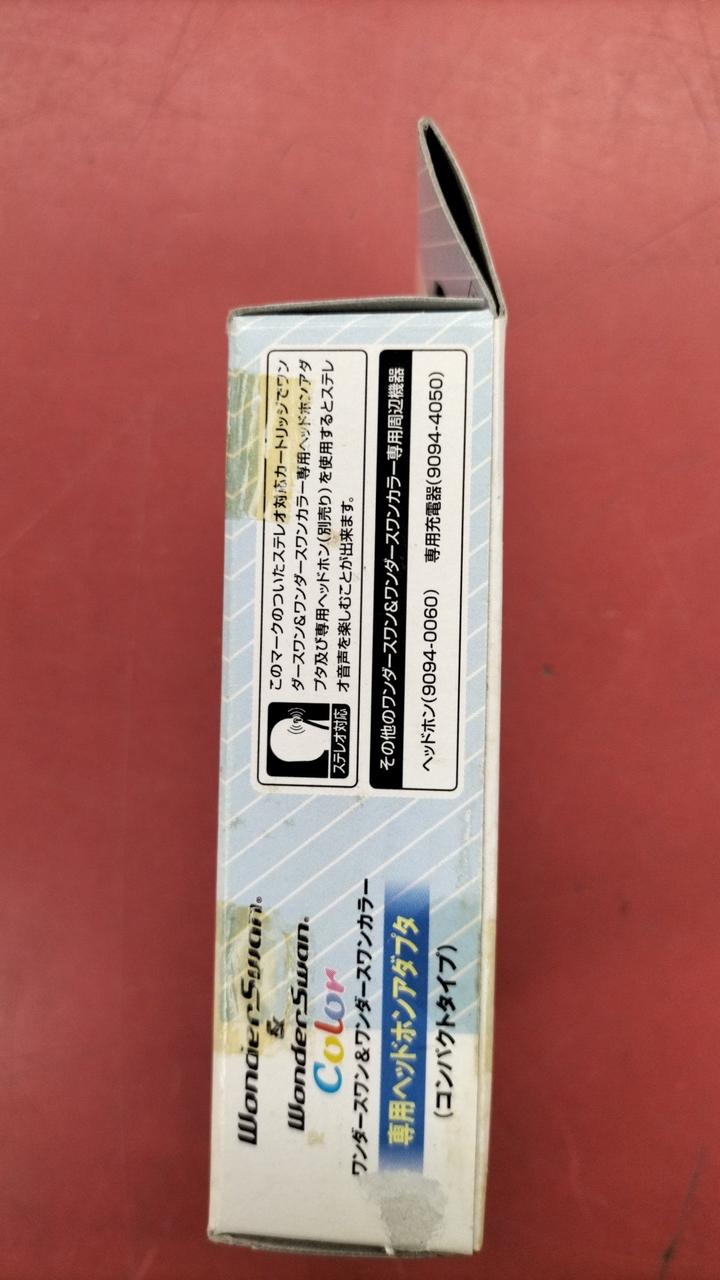 WonderSwan®
&
WonderSwan®
Color
ワンダースワン&ワンダースワンカラー
専用ヘッドホンアダプタ
(コンパクトタイプ)
ステレオ対応
このマークのついたステレオ対応カートリッジでワン
ダースワン&ワンダースワンカラー専用ヘッドホンアダ
プタ及び専用ヘッドホン(別売り)を使用するとステレ
オ音声を楽しむことが出来ます。
その他のワンダースワン&ワンダースワンカラー専用周辺機器
ヘッドホン(9094-0060) 専用充電器(9094-4050)